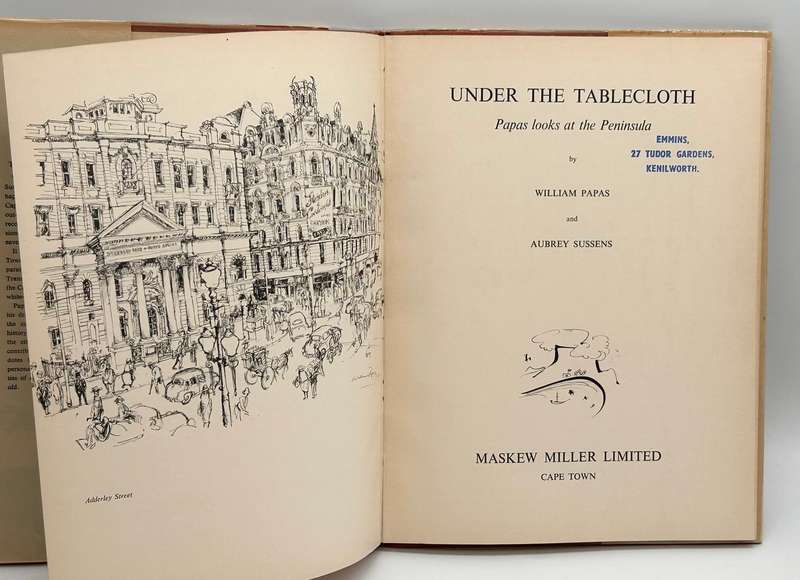 Adderley Street
UNDER THE TABLECLOTH
Papas looks at the Peninsula
EMMINS,
27 TUDOR GARDENS,
KENILWORTH.
by
WILLIAM PAPAS
and
AUBREY SUSSENS
MASKEW MILLER LIMITED
CAPE TOWN